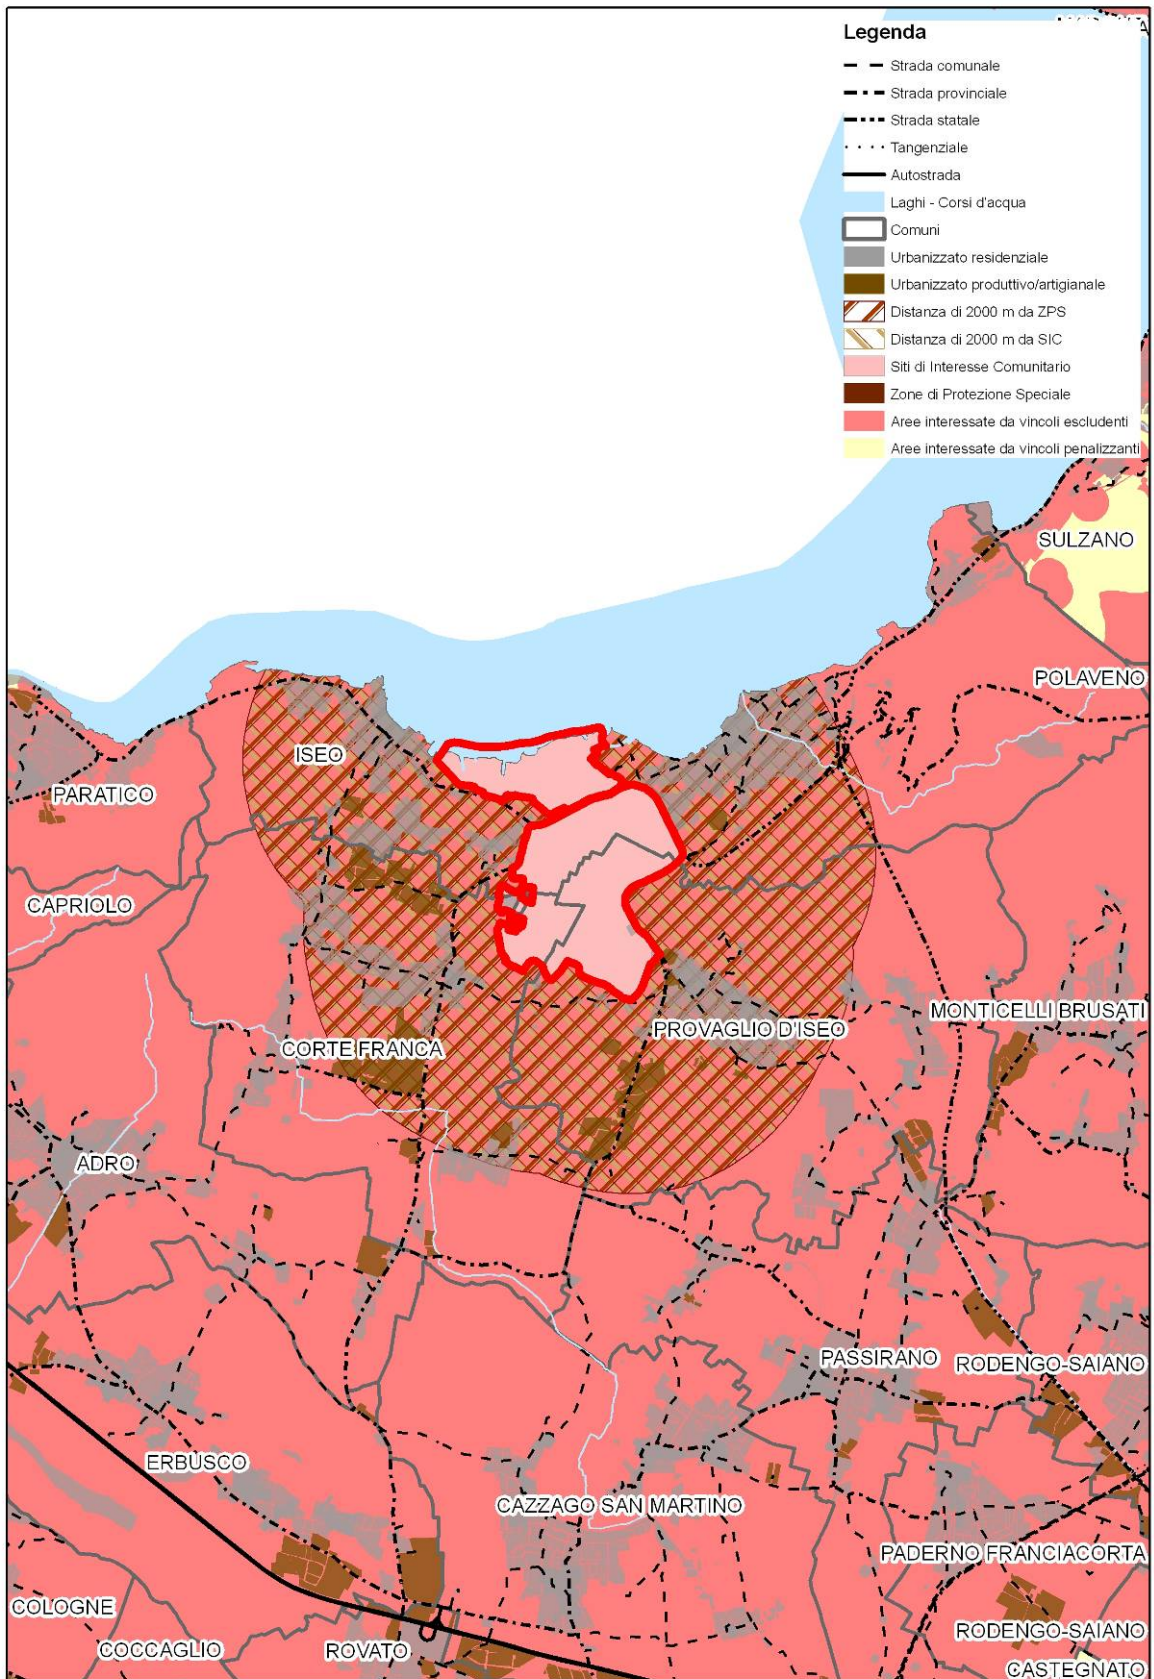 Legenda
Strada comunale
Strada provinciale
Strada statale
Tangenziale
Autostrada
Laghi - Corsi d'acqua
Comuni
Urbanizzato residenziale
Urbanizzato produttivo/artigianale
Distanza di 2000 m da ZPS
Distanza di 2000 m da SIC
Siti di Interesse Comunitario
Zone di Protezione Speciale
Aree interessate da vincoli escludenti
Aree interessate da vincoli penalizzanti
SULZANO
POLAVENO
ISEO
PARATICO
CAPRIOLO
MONTICELLI BRUSATI
PROVAGLIO D'ISEO
CORTE FRANCA
ADRO
PASSIRANO
RODENGO-SAIANO
ERBUSCO
CAZZAGO SAN MARTINO
PADERNO FRANCIACORTA
COLOGNE
RODENGO-SAIANO
COCCAGLIO
ROVATO
CASTEGNATO